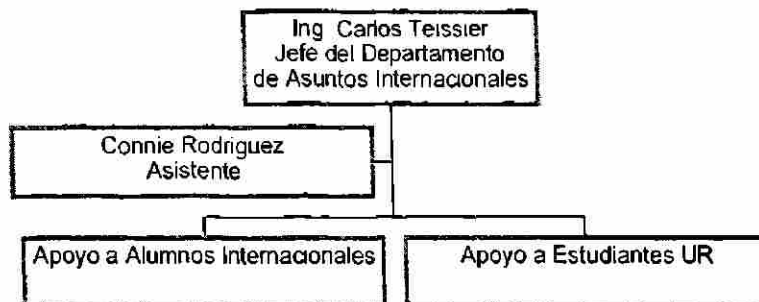 Ing Carlos Teissier
Jefe del Departamento
de Asuntos Internacionales
Connie Rodriguez
Asistente
Apoyo a Alumnos Internacionales
Apoyo a Estudiantes UR